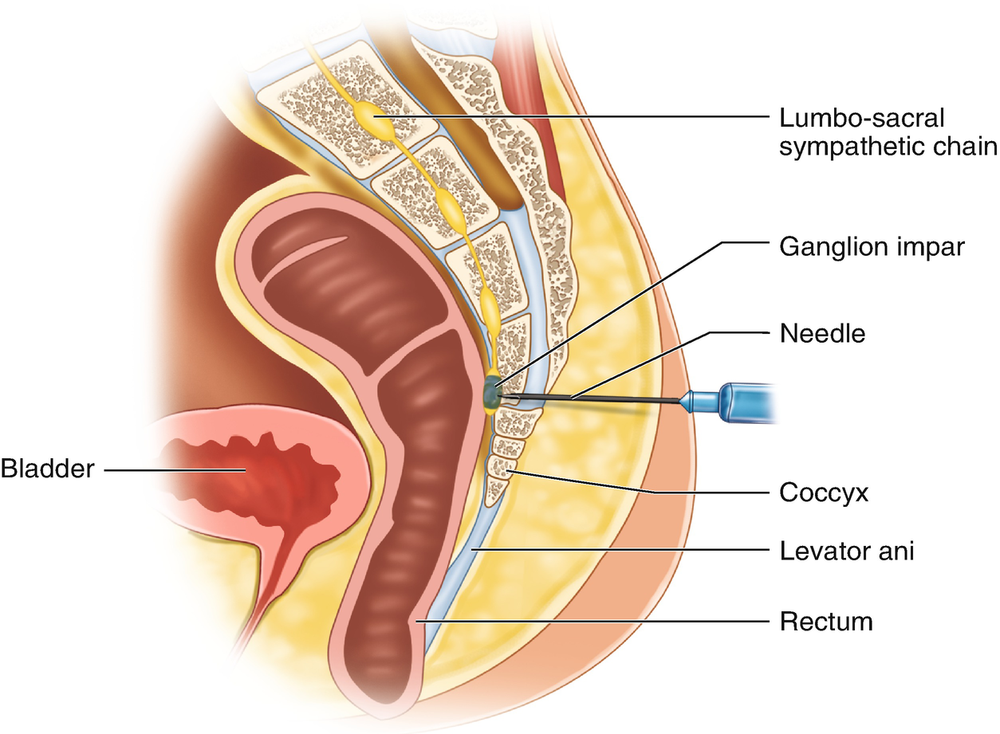 Lumbo-sacral
sympathetic chain
Ganglion impar
Needle
Bladder
Coccyx
Levator ani
Rectum